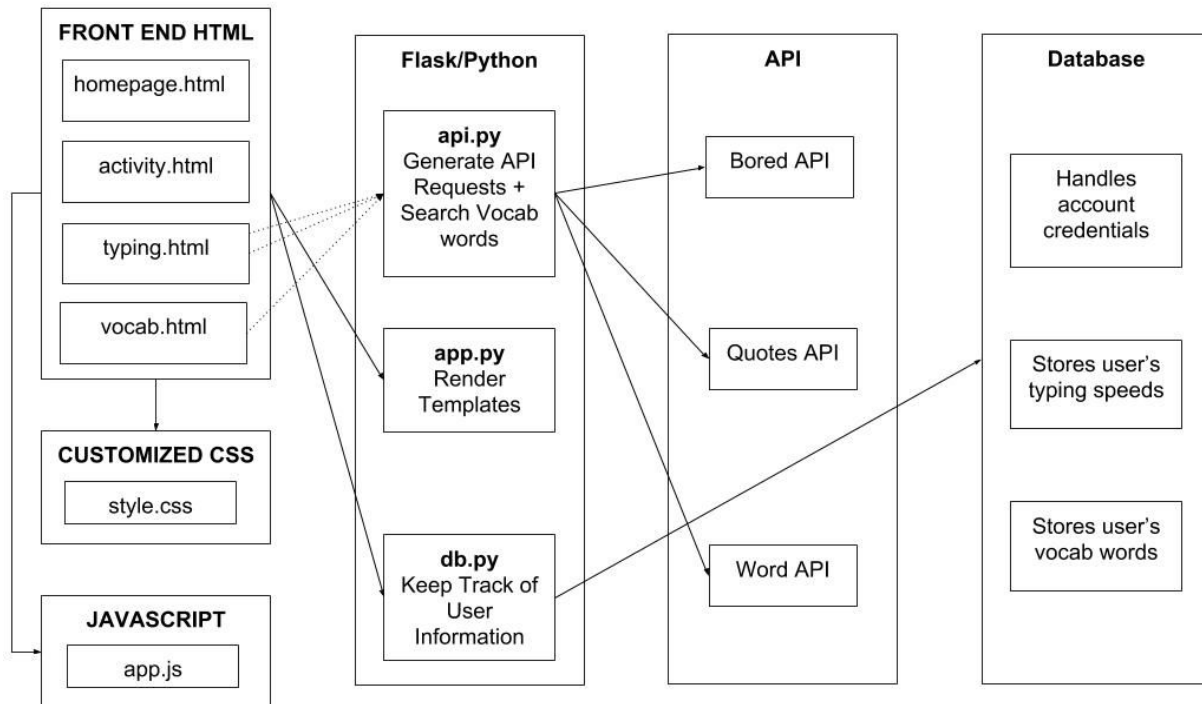 FRONT END HTML
homepage.html
activity.html
typing.html
vocab.html
CUSTOMIZED CSS
style.css
JAVASCRIPT
app.js
Flask/Python
api.py
Generate API
Requests +
Search Vocab
words
app.py
Render
Templates
db.py
Keep Track of
User
Information
API
Bored API
Quotes API
Word API
Database
Handles
account
credentials
Stores user’s
typing speeds
Stores user’s
vocab words